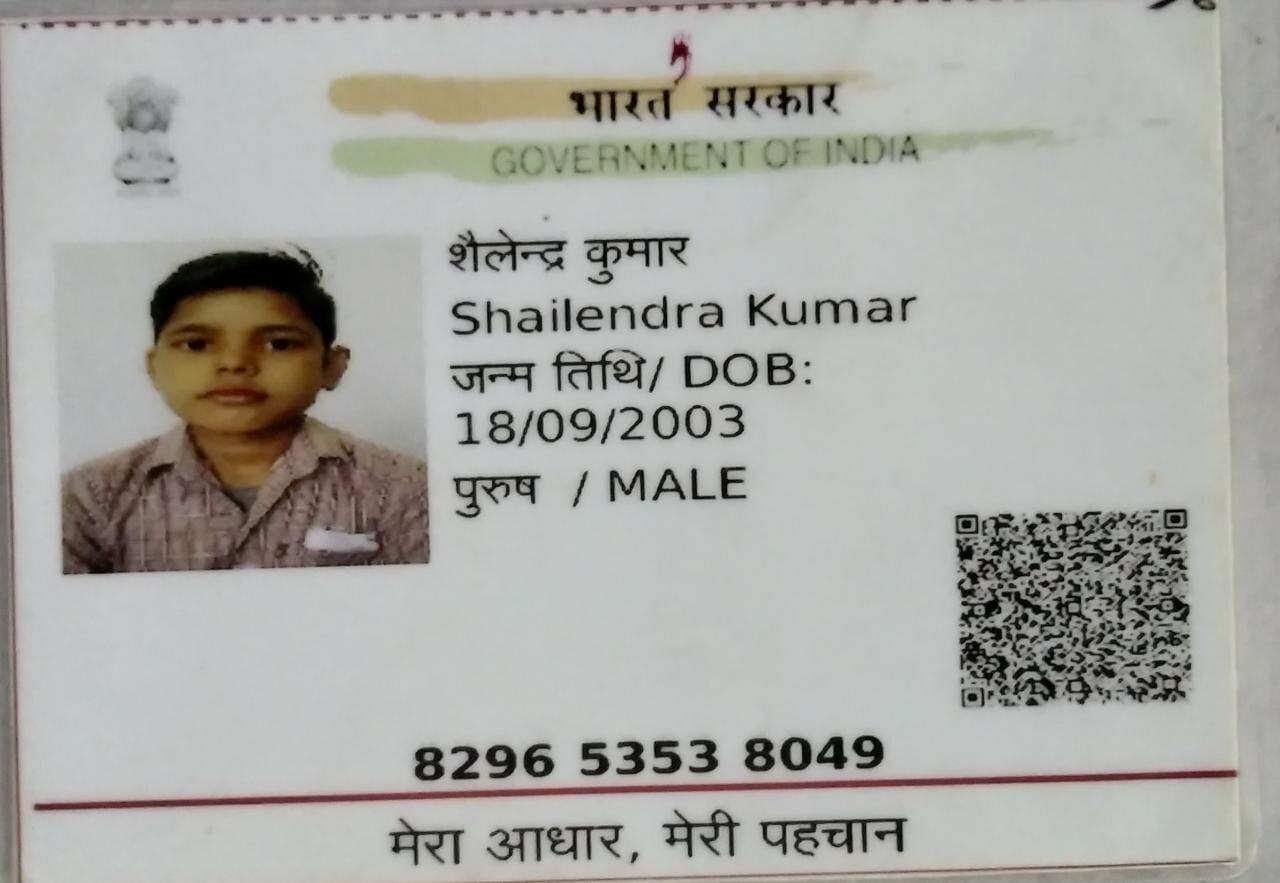 भारत सरकार
GOVERNMENT OF INDIA
शैलेन्द्र कुमार
Shailendra Kumar
जन्म तिथि/ DOB:
18/09/2003
पुरुष / MALE
8296 5353 8049
मेरा आधार, मेरी पहचान